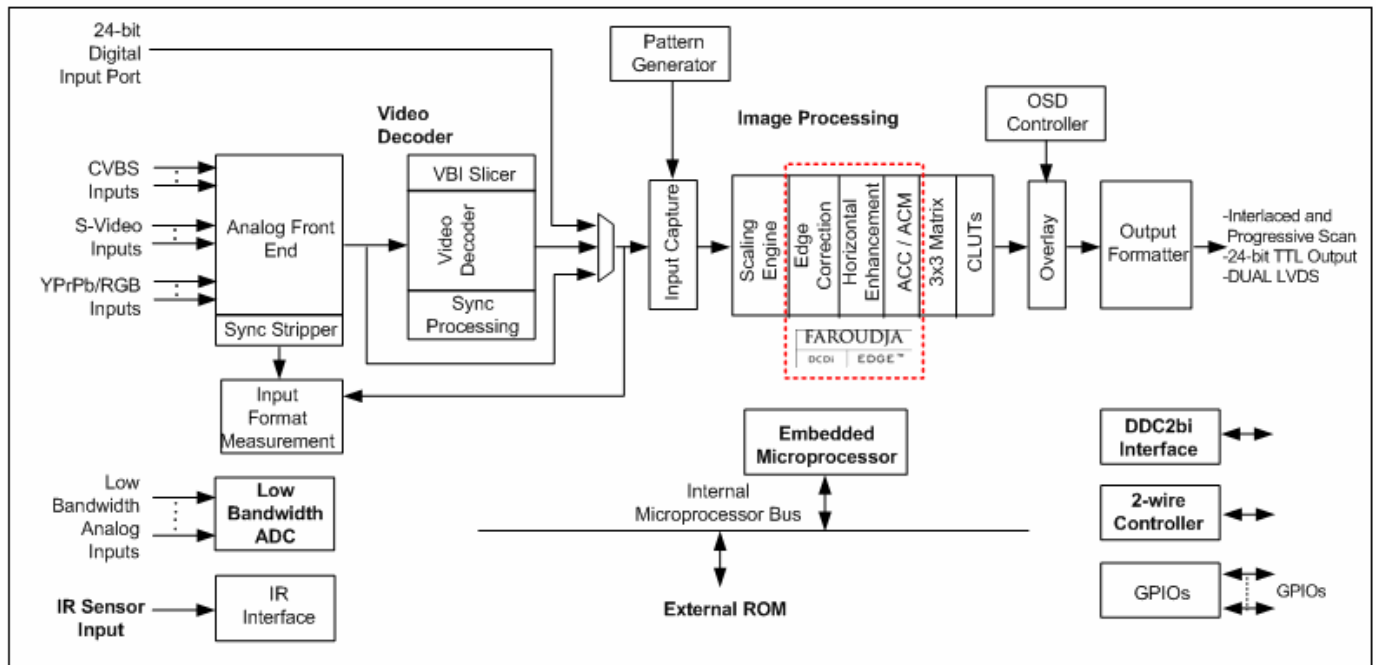 24-bit
Digital
Input Port
Pattern
Generator
OSD
Controller
Video
Decoder
Image Processing
CVBS
Inputs
S-Video
Inputs
YPrPb/RGB
Inputs
Analog Front
End
Sync Stripper
VBI Slicer
Video
Decoder
Sync
Processing
Input Capture
Scaling
Engine
Edge
Correction
Horizontal
Enhancement
ACC / ACM
3x3 Matrix
CLUTs
FAROUDJA
DCDi EDGE™
Overlay
Output
Formatter
-Interlaced and
Progressive Scan
-24-bit TTL Output
-DUAL LVDS
Input
Format
Measurement
Low
Bandwidth
Analog
Inputs
Low
Bandwidth
ADC
IR Sensor
Input
IR
Interface
Embedded
Microprocessor
Internal
Microprocessor Bus
External ROM
DDC2bi
Interface
2-wire
Controller
GPIOs
GPIOs